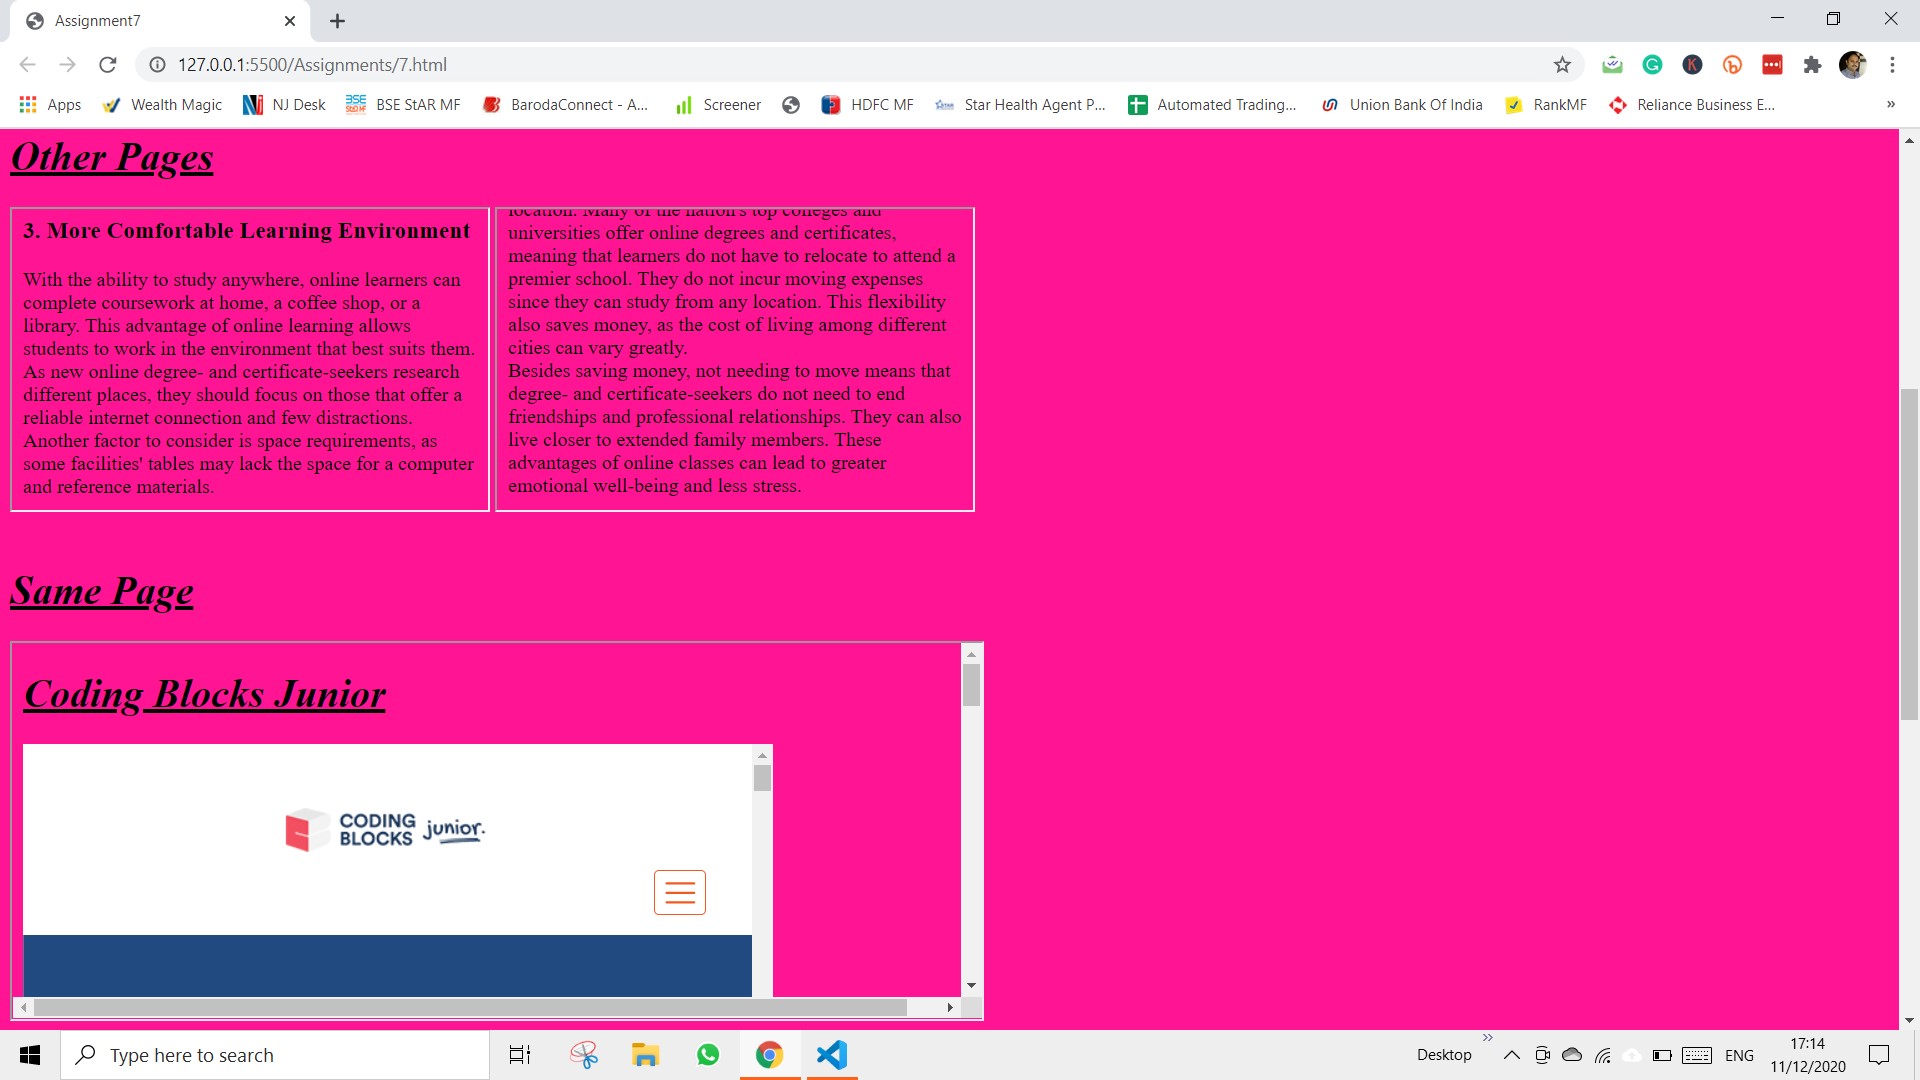 Assignment7
127.0.0.1:5500/Assignments/7.html
Apps Wealth Magic NJ Desk BSE StAR MF BarodaConnect - A... Screener HDFC MF Star Health Agent P... Automated Trading... Union Bank Of India RankMF Reliance Business E... »
Other Pages
3. More Comfortable Learning Environment
With the ability to study anywhere, online learners can
complete coursework at home, a coffee shop, or a
library. This advantage of online learning allows
students to work in the environment that best suits them.
As new online degree- and certificate-seekers research
different places, they should focus on those that offer a
reliable internet connection and few distractions.
Another factor to consider is space requirements, as
some facilities' tables may lack the space for a computer
and reference materials.
location. Many of the nation's top colleges and
universities offer online degrees and certificates,
meaning that learners do not have to relocate to attend a
premier school. They do not incur moving expenses
since they can study from any location. This flexibility
also saves money, as the cost of living among different
cities can vary greatly.
Besides saving money, not needing to move means that
degree- and certificate-seekers do not need to end
friendships and professional relationships. They can also
live closer to extended family members. These
advantages of online classes can lead to greater
emotional well-being and less stress.
Same Page
Coding Blocks Junior
CODING
BLOCKS junior.
Type here to search
Desktop » ENG
17:14
11/12/2020